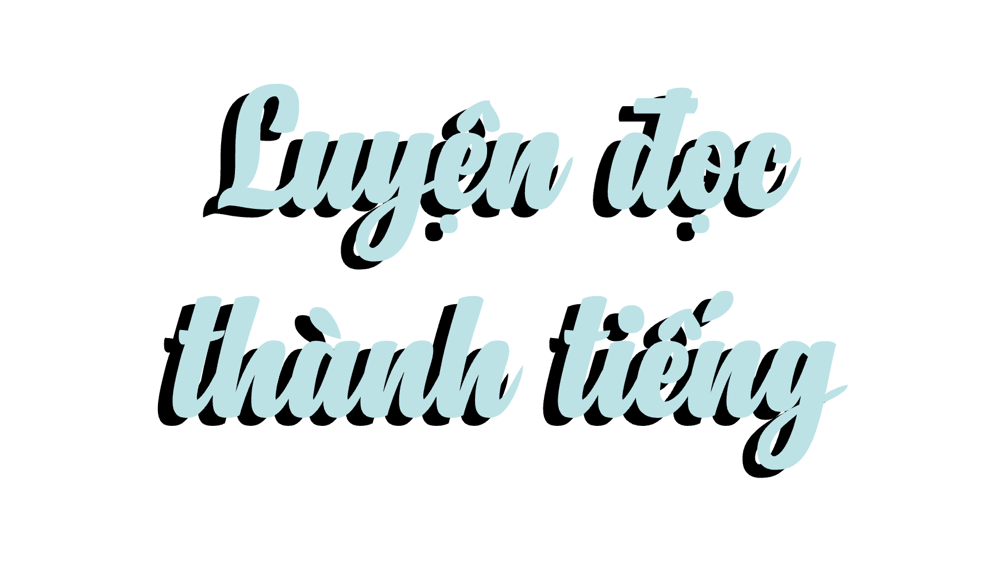 Luyện đọc
thành tiếng